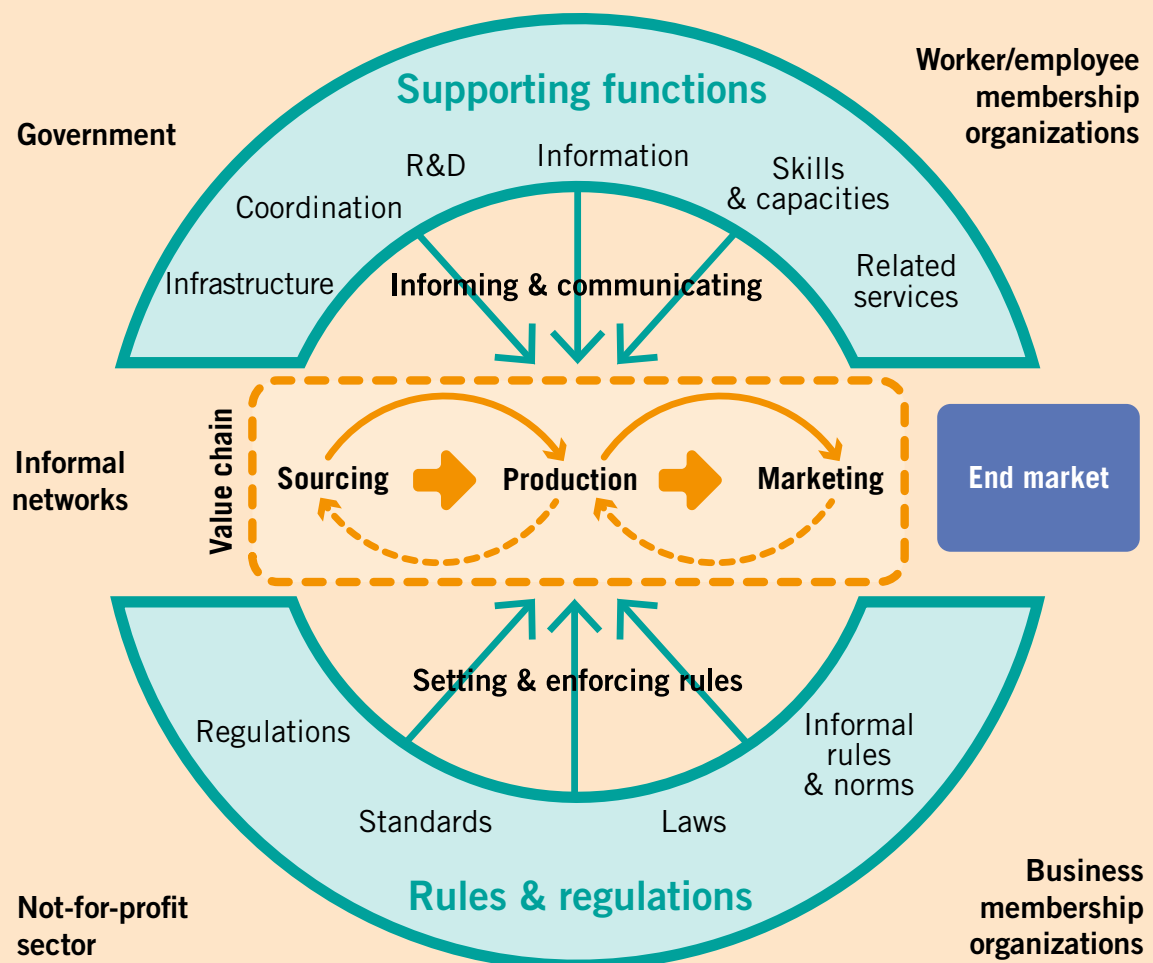 Supporting functions
Government
Worker/employee
membership
organizations
R&D
Information
Skills
& capacities
Coordination
Infrastructure
Related
services
Informing & communicating
Informal
networks
Value chain
Sourcing
Production
Marketing
End market
Setting & enforcing rules
Regulations
Standards
Laws
Informal
rules
& norms
Rules & regulations
Not-for-profit
sector
Business
membership
organizations